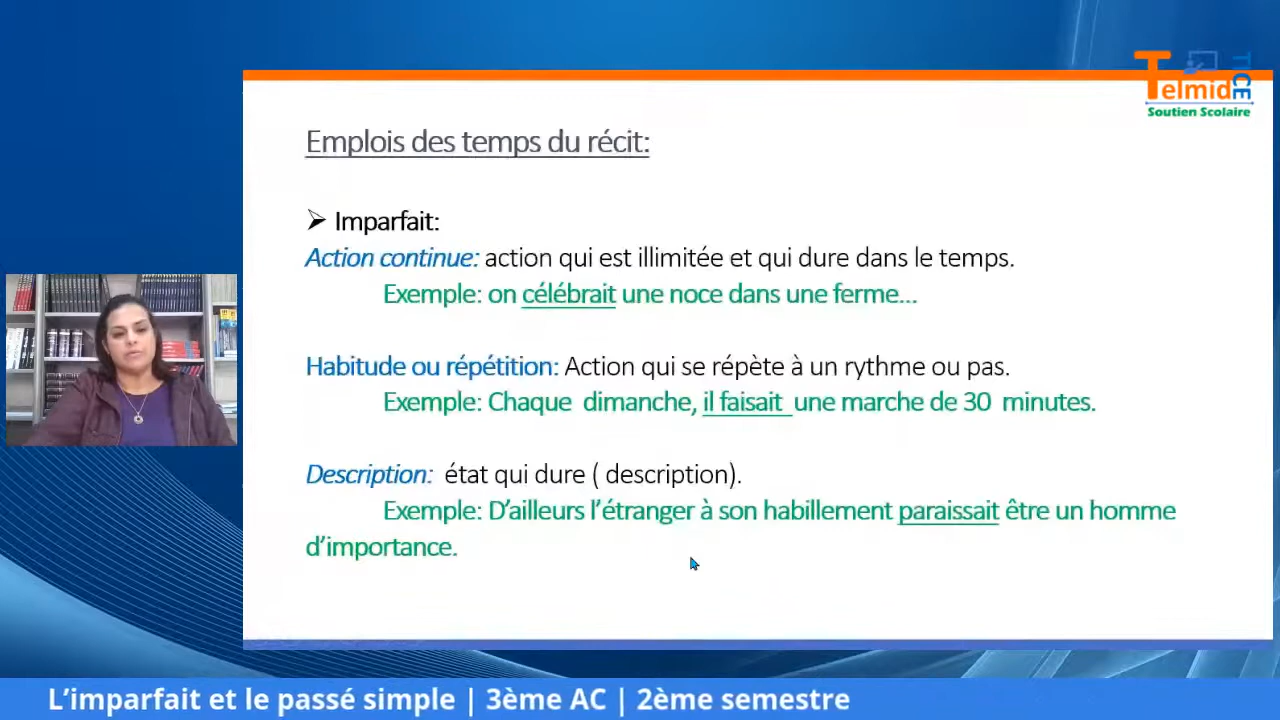 Telmid TICE
Soutien Scolaire
Emplois des temps du récit:
➢ Imparfait:
Action continue: action qui est illimitée et qui dure dans le temps.
Exemple: on célébrait une noce dans une ferme...
Habitude ou répétition: Action qui se répète à un rythme ou pas.
Exemple: Chaque dimanche, il faisait une marche de 30 minutes.
Description: état qui dure ( description).
Exemple: D’ailleurs l’étranger à son habillement paraissait être un homme
d’importance.
L’imparfait et le passé simple | 3ème AC | 2ème semestre